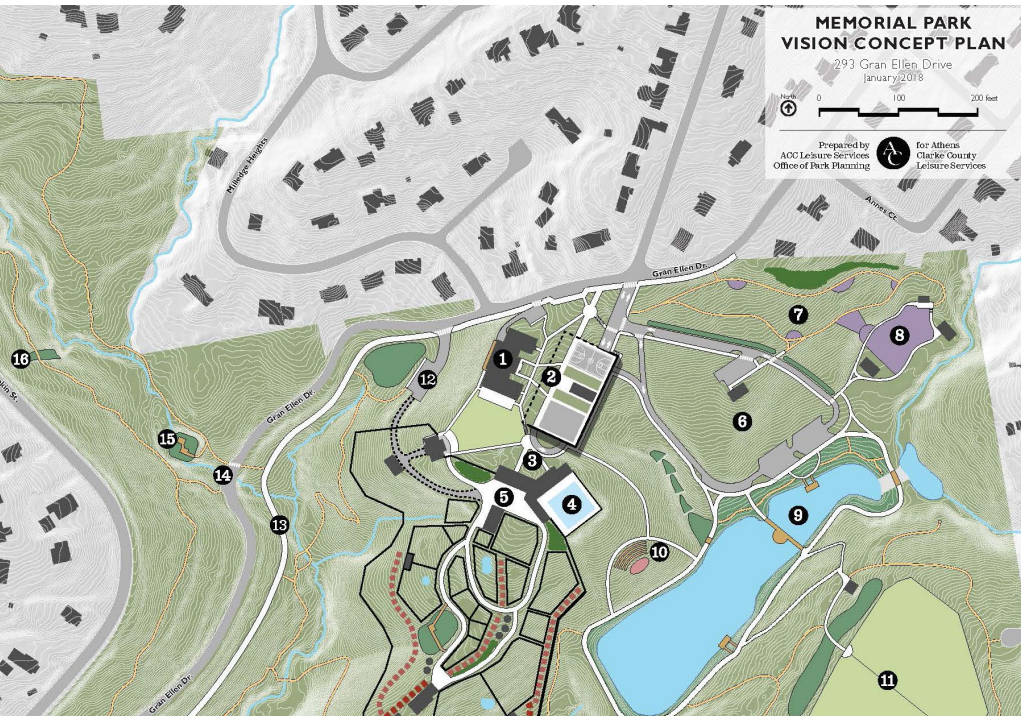 MEMORIAL PARK
VISION CONCEPT PLAN
293 Gran Ellen Drive
January 2018
North
0 100 200 feet
Prepared by
ACC Leisure Services
Office of Park Planning
AC
for Athens
Clarke County
Leisure Services
Milledge Heights
Annes Ct.
Gran Ellen Dr.
7
8
16
1
2
12
Gran Ellen Dr.
6
15
14
3
5
4
9
13
10
11
Gran Ellen Dr.